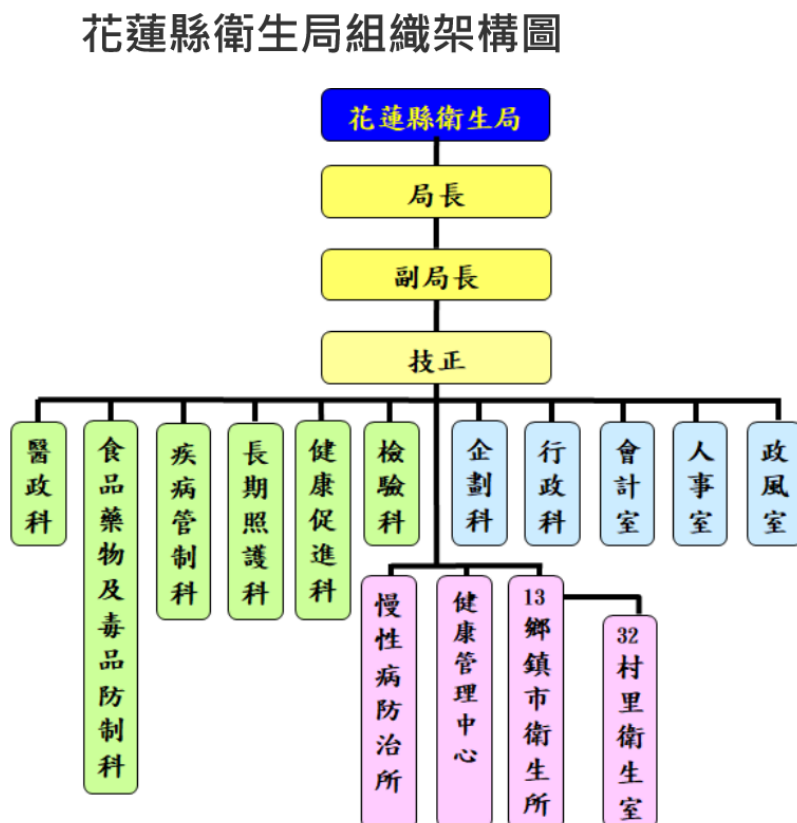 花蓮縣衛生局組織架構圖
花蓮縣衛生局
局長
副局長
技正
醫政科
食品藥物及毒品防制科
疾病管制科
長期照護科
健康促進科
檢驗科
企劃科
行政科
會計室
人事室
政風室
慢性病防治所
健康管理中心
13鄉鎮市衛生所
32村里衛生室